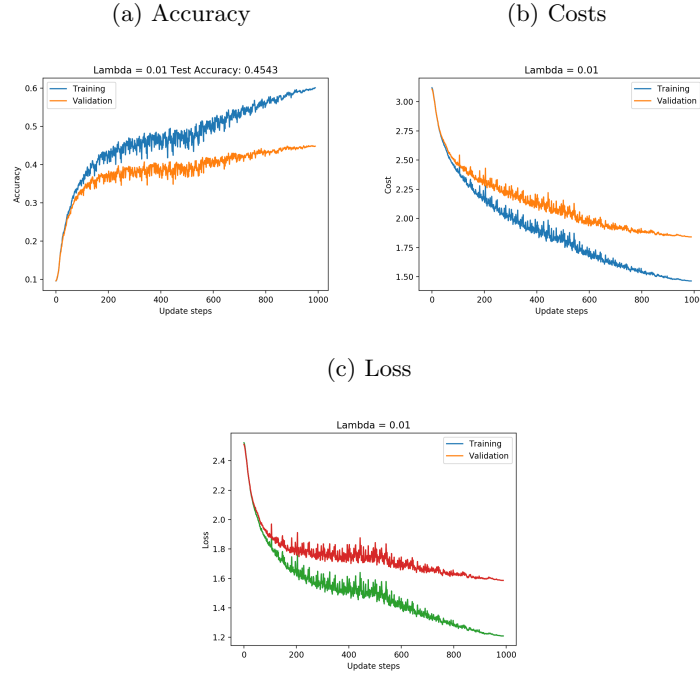 (a) Accuracy
Lambda = 0.01 Test Accuracy: 0.4543
Training
Validation
0.6
0.5
0.4
0.3
0.2
0.1
Accuracy
0 200 400 600 800 1000
Update steps
(b) Costs
Lambda = 0.01
Training
Validation
3.00
2.75
2.50
2.25
2.00
1.75
1.50
Cost
0 200 400 600 800 1000
Update steps
(c) Loss
Lambda = 0.01
Training
Validation
2.4
2.2
2.0
1.8
1.6
1.4
1.2
Loss
0 200 400 600 800 1000
Update steps